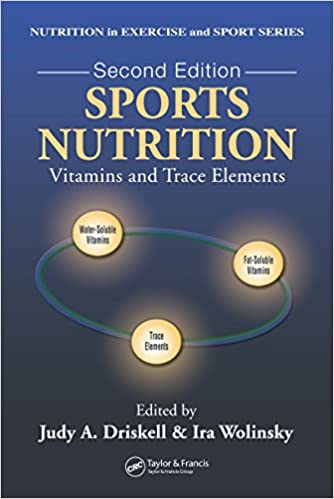 NUTRITION in EXERCISE and SPORT SERIES
Second Edition
SPORTS
NUTRITION
Vitamins and Trace Elements
Water-Soluble
Vitamins
Fat-Soluble
Vitamins
Trace
Elements
Edited by
Judy A. Driskell & Ira Wolinsky
CRC
Taylor & Francis
Taylor & Francis Group